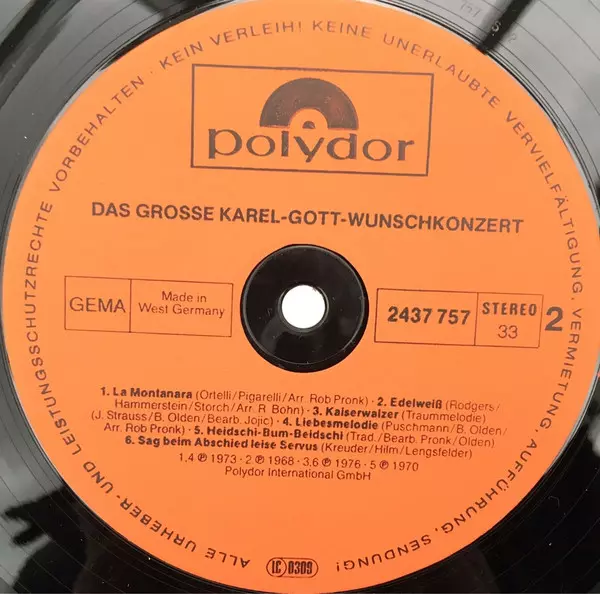 ALLE URHEBER- UND LEISTUNGSSCHUTZRECHTE VORBEHALTEN · KEIN VERLEIH! KEINE UNERLAUBTE VERVIELFÄLTIGUNG, VERMIETUNG, AUFFÜHRUNG, SENDUNG!
polydor
DAS GROSSE KAREL-GOTT-WUNSCHKONZERT
GEMA
Made in
West Germany
2437 757
STEREO
33
2
1. La Montanara (Ortelli/Pigarelli/Arr. Rob Pronk) · 2. Edelweiß (Rodgers/
Hammerstein/Storch/Arr. R. Bohn) · 3. Kaiserwalzer (Traummelodie)
(J. Strauss/B. Olden/Bearb. Jojic) · 4. Liebesmelodie (Puschmann/B. Olden/
Arr. Rob Pronk) · 5. Heidschi-Bum-Beidschi (Trad./Bearb. Pronk/Olden)
6. Sag beim Abschied leise Servus (Kreuder/Hilm/Lengsfelder)
1,4 ℗ 1973 · 2 ℗ 1968 · 3,6 ℗ 1976 · 5 ℗ 1970
Polydor International GmbH
LC 0309